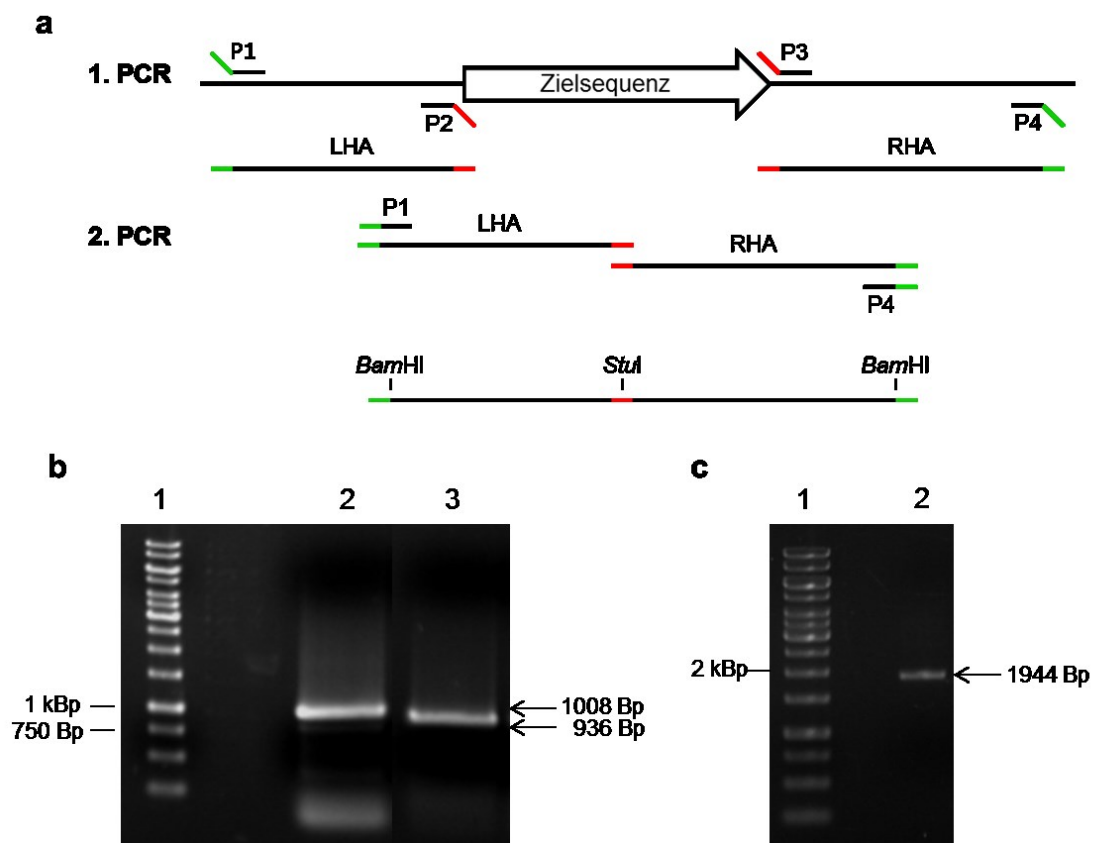 a
1. PCR
P1
Zielsequenz
P3
P2
P4
LHA
RHA
2. PCR
P1
LHA
RHA
P4
BamHI
StuI
BamHI
b
1
2
3
1 kBp
750 Bp
1008 Bp
936 Bp
c
1
2
2 kBp
1944 Bp